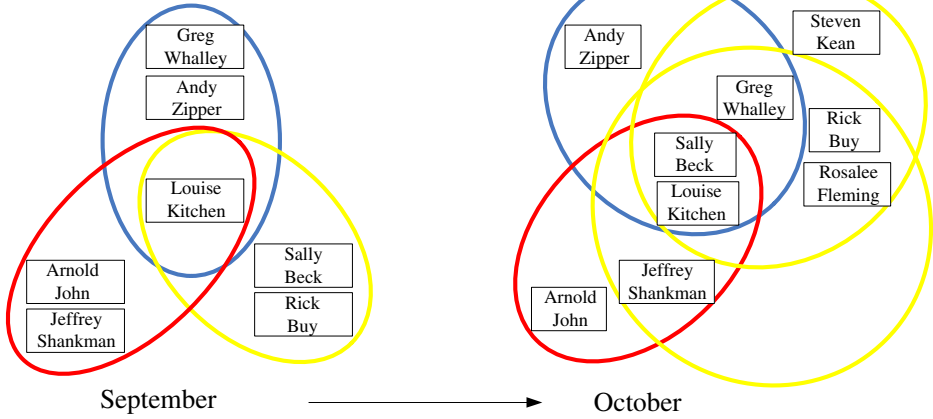 Greg
Whalley
Andy
Zipper
Louise
Kitchen
Sally
Beck
Rick
Buy
Arnold
John
Jeffrey
Shankman
September
Steven
Kean
Andy
Zipper
Greg
Whalley
Rick
Buy
Sally
Beck
Rosalee
Fleming
Louise
Kitchen
Jeffrey
Shankman
Arnold
John
October